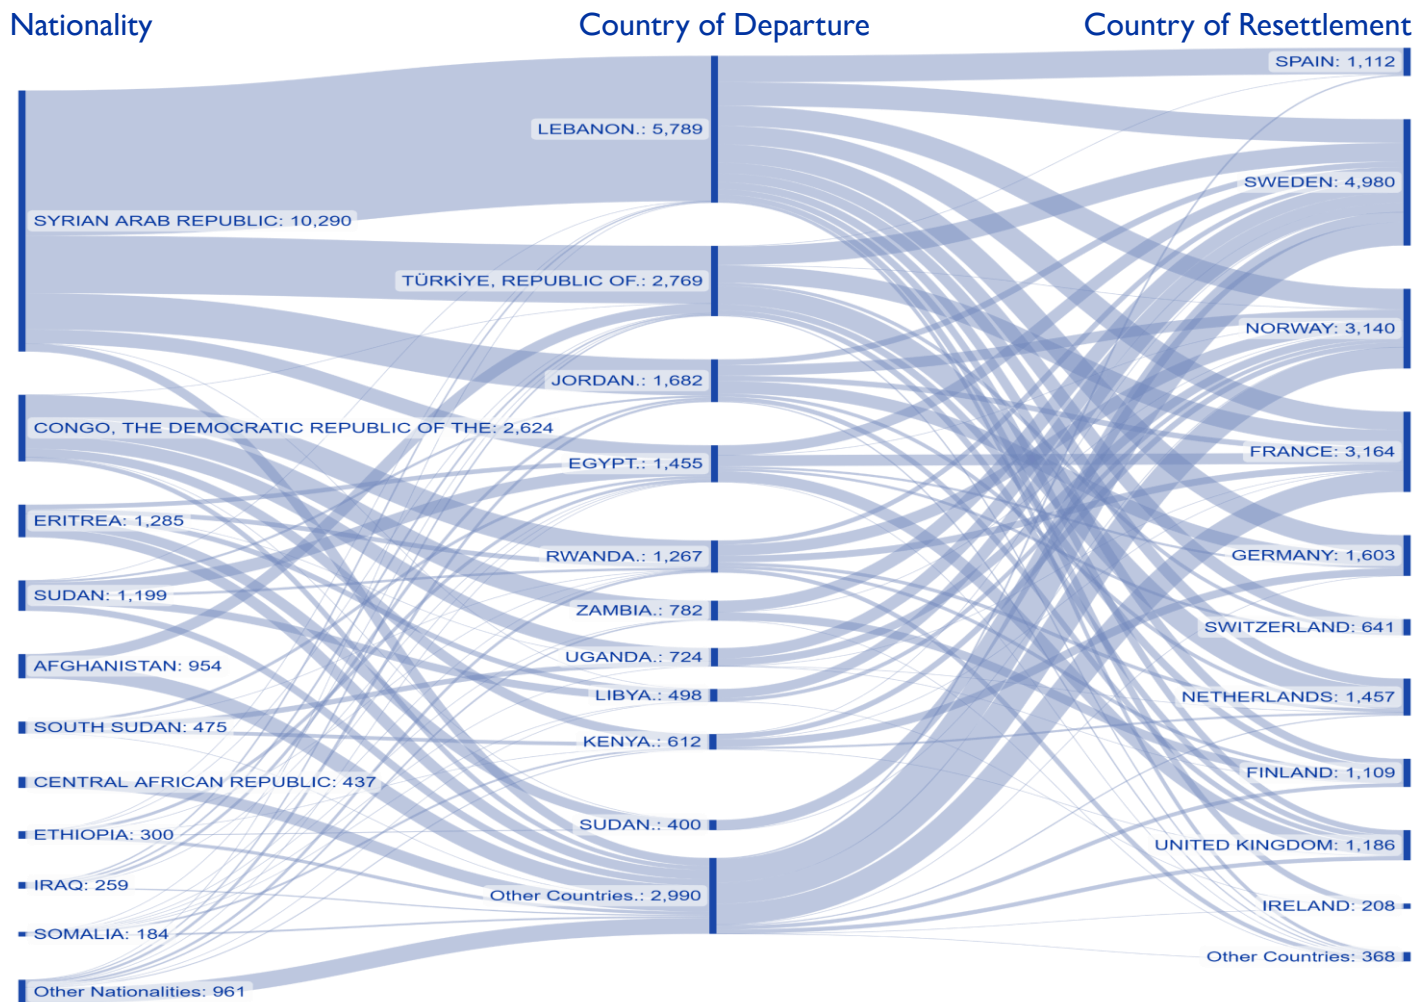 Nationality
Country of Departure
Country of Resettlement
SYRIAN ARAB REPUBLIC: 10,290
CONGO, THE DEMOCRATIC REPUBLIC OF THE: 2,624
ERITREA: 1,285
SUDAN: 1,199
AFGHANISTAN: 954
SOUTH SUDAN: 475
CENTRAL AFRICAN REPUBLIC: 437
ETHIOPIA: 300
IRAQ: 259
SOMALIA: 184
Other Nationalities: 961
LEBANON.: 5,789
TÜRKİYE, REPUBLIC OF.: 2,769
JORDAN.: 1,682
EGYPT.: 1,455
RWANDA.: 1,267
ZAMBIA.: 782
UGANDA.: 724
LIBYA.: 498
KENYA.: 612
SUDAN.: 400
Other Countries.: 2,990
SPAIN: 1,112
SWEDEN: 4,980
NORWAY: 3,140
FRANCE: 3,164
GERMANY: 1,603
SWITZERLAND: 641
NETHERLANDS: 1,457
FINLAND: 1,109
UNITED KINGDOM: 1,186
IRELAND: 208
Other Countries: 368